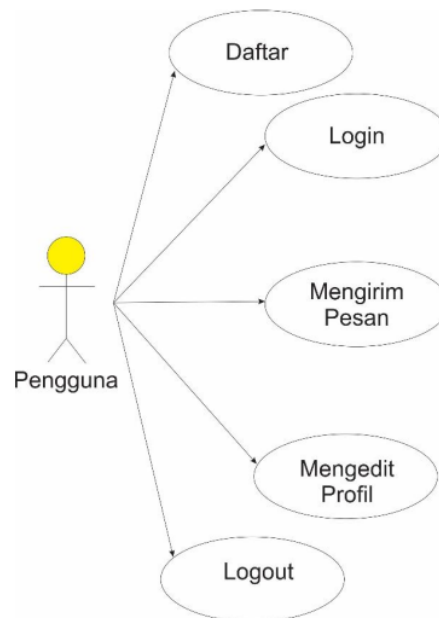 Daftar
Login
Mengirim
Pesan
Pengguna
Mengedit
Profil
Logout